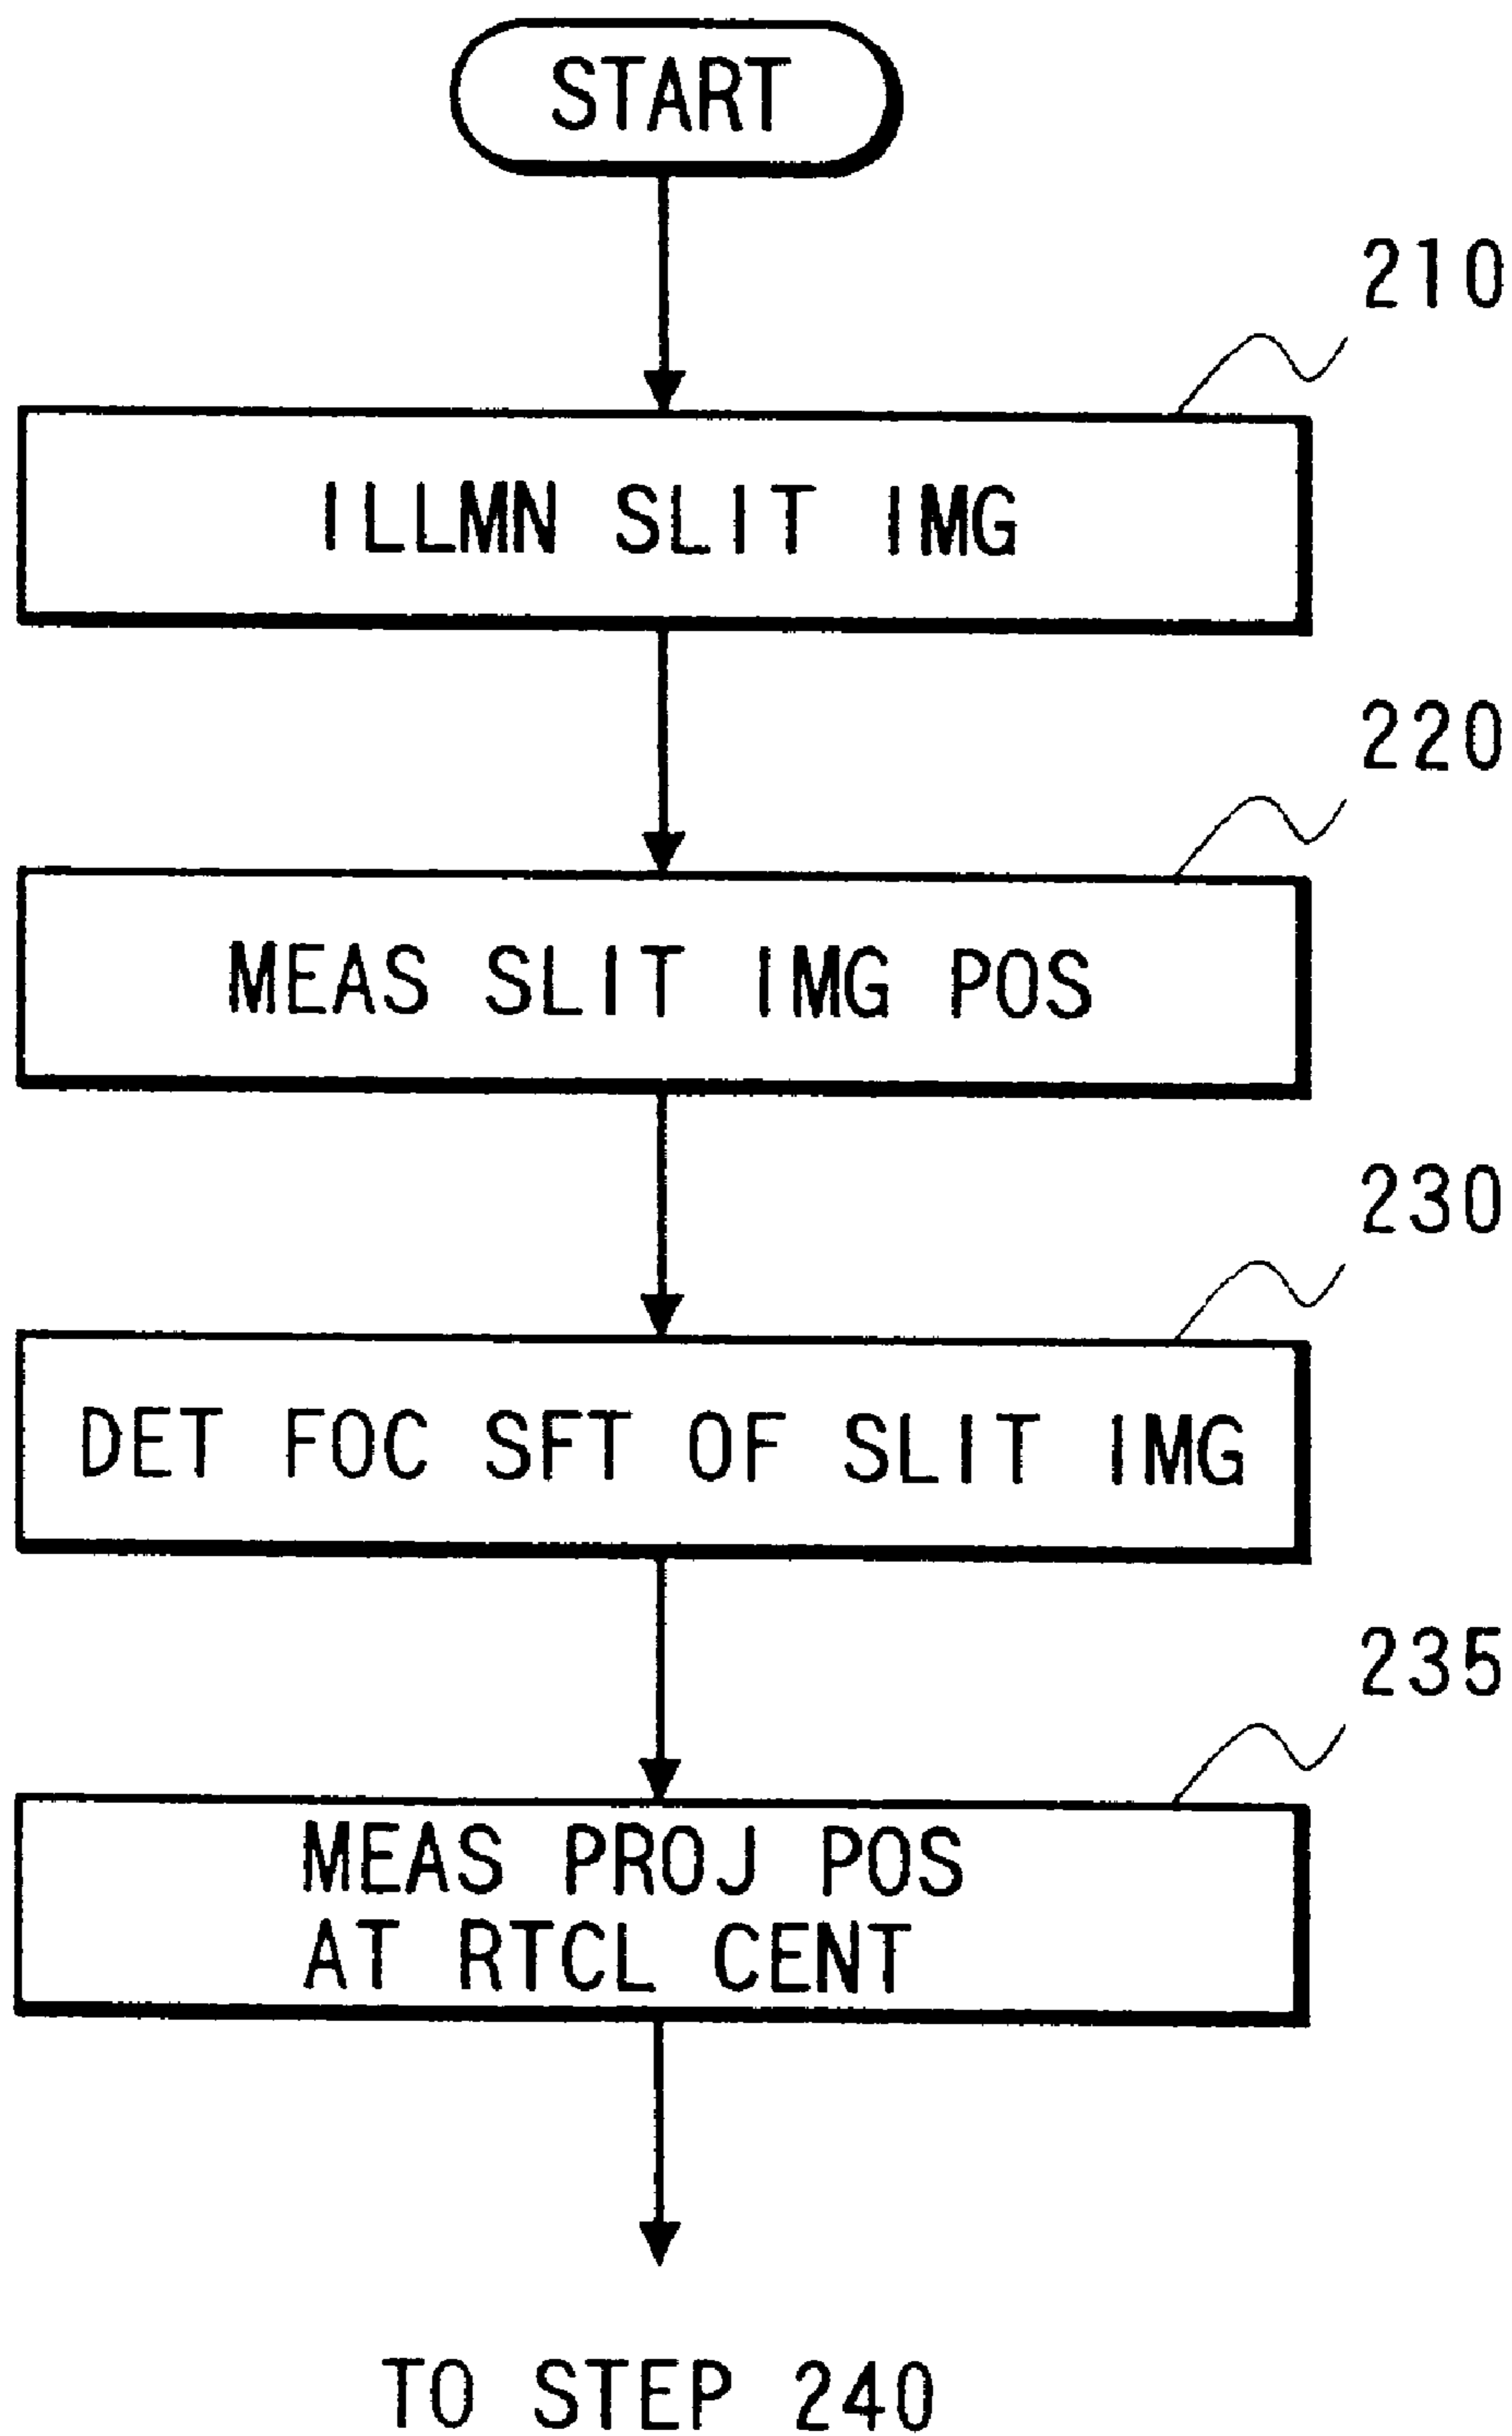 START
210
ILLMN SLIT IMG
220
MEAS SLIT IMG POS
230
DET FOC SFT OF SLIT IMG
235
MEAS PROJ POS
AT RTCL CENT
TO STEP 240